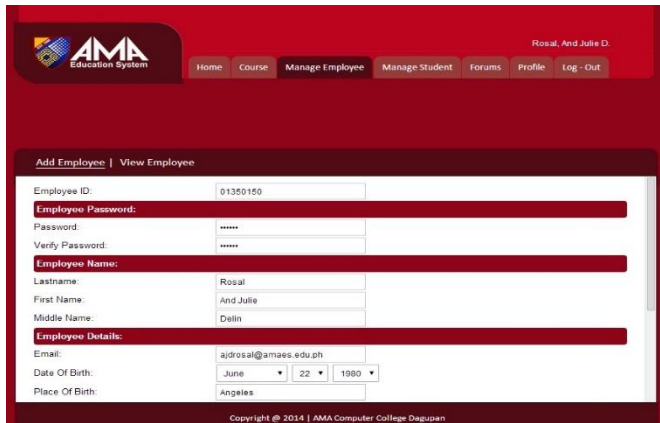 AMA
Education System
Rosal, And Julie D.
Home Course Manage Employee Manage Student Forums Profile Log - Out
Add Employee | View Employee
Employee ID: 01350150
Employee Password:
Password: ••••••
Verify Password: ••••••
Employee Name:
Lastname: Rosal
First Name: And Julie
Middle Name: Delin
Employee Details:
Email: ajdrosal@amaes.edu.ph
Date Of Birth: June 22 1980
Place Of Birth: Angeles
Copyright @ 2014 | AMA Computer College Dagupan